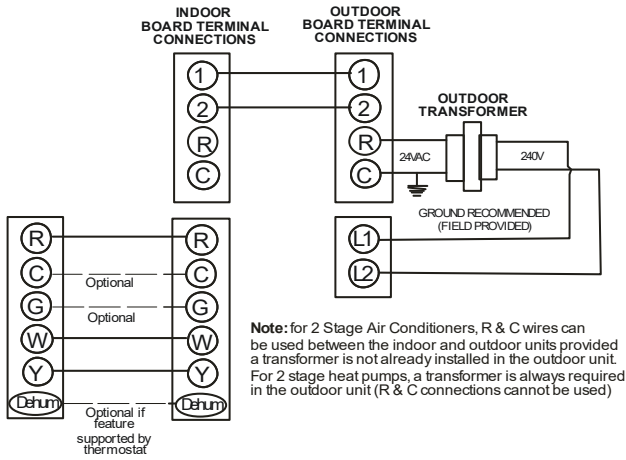 INDOOR
BOARD TERMINAL
CONNECTIONS
OUTDOOR
BOARD TERMINAL
CONNECTIONS
1
2
R
C
1
2
R
C
OUTDOOR
TRANSFORMER
24VAC
240V
GROUND RECOMMENDED
(FIELD PROVIDED)
L1
L2
R
C
G
W
Y
Dehum
Optional
Optional
Optional if
feature
supported by
thermostat
R
C
G
W
Y
Dehum
Note: for 2 Stage Air Conditioners, R & C wires can
be used between the indoor and outdoor units provided
a transformer is not already installed in the outdoor unit.
For 2 stage heat pumps, a transformer is always required
in the outdoor unit (R & C connections cannot be used)